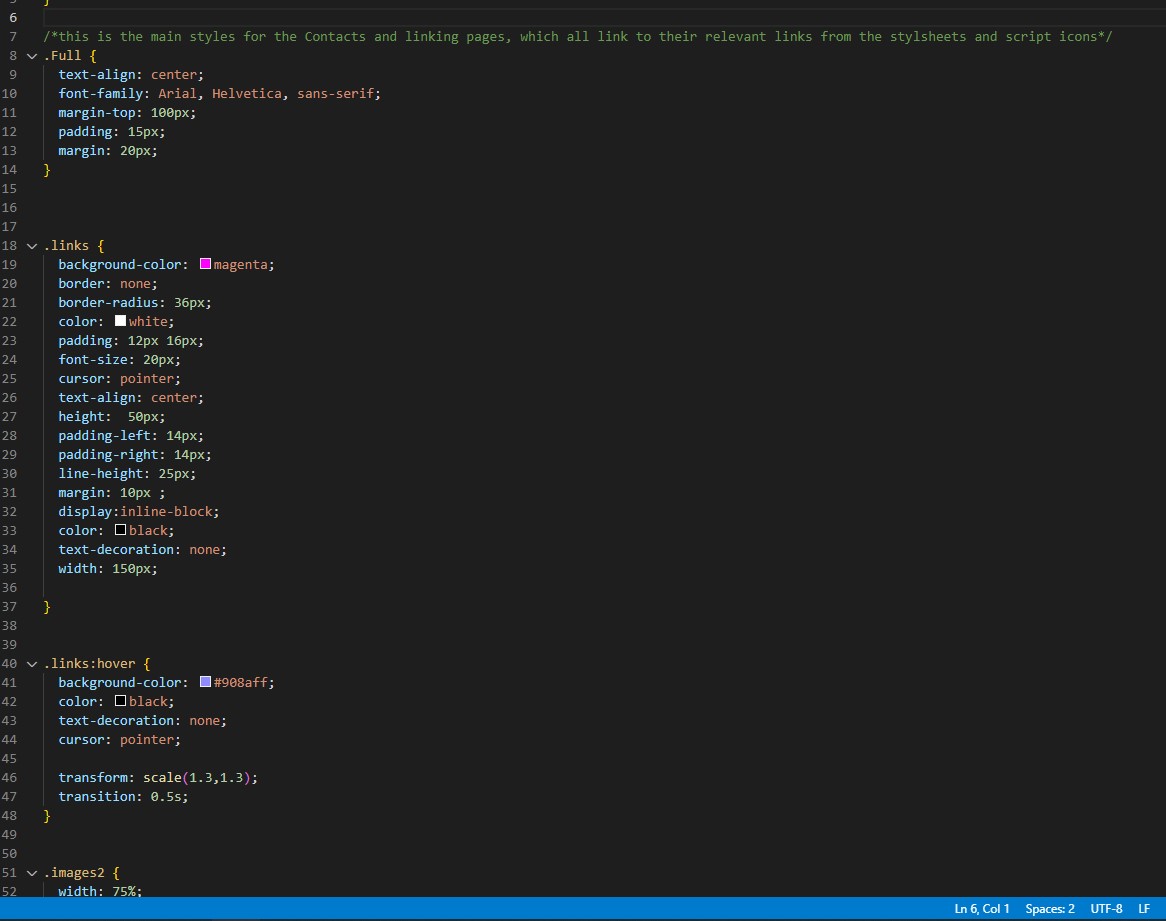 5 }
6
7 /*this is the main styles for the Contacts and linking pages, which all link to their relevant links from the stylsheets and script icons*/
8 .Full {
9 text-align: center;
10 font-family: Arial, Helvetica, sans-serif;
11 margin-top: 100px;
12 padding: 15px;
13 margin: 20px;
14 }
15
16
17
18 .links {
19 background-color: magenta;
20 border: none;
21 border-radius: 36px;
22 color: white;
23 padding: 12px 16px;
24 font-size: 20px;
25 cursor: pointer;
26 text-align: center;
27 height:  50px;
28 padding-left: 14px;
29 padding-right: 14px;
30 line-height: 25px;
31 margin: 10px ;
32 display:inline-block;
33 color: black;
34 text-decoration: none;
35 width: 150px;
36
37 }
38
39
40 .links:hover {
41 background-color: #908aff;
42 color: black;
43 text-decoration: none;
44 cursor: pointer;
45
46 transform: scale(1.3,1.3);
47 transition: 0.5s;
48 }
49
50
51 .images2 {
52 width: 75%;
Ln 6, Col 1 Spaces: 2 UTF-8 LF